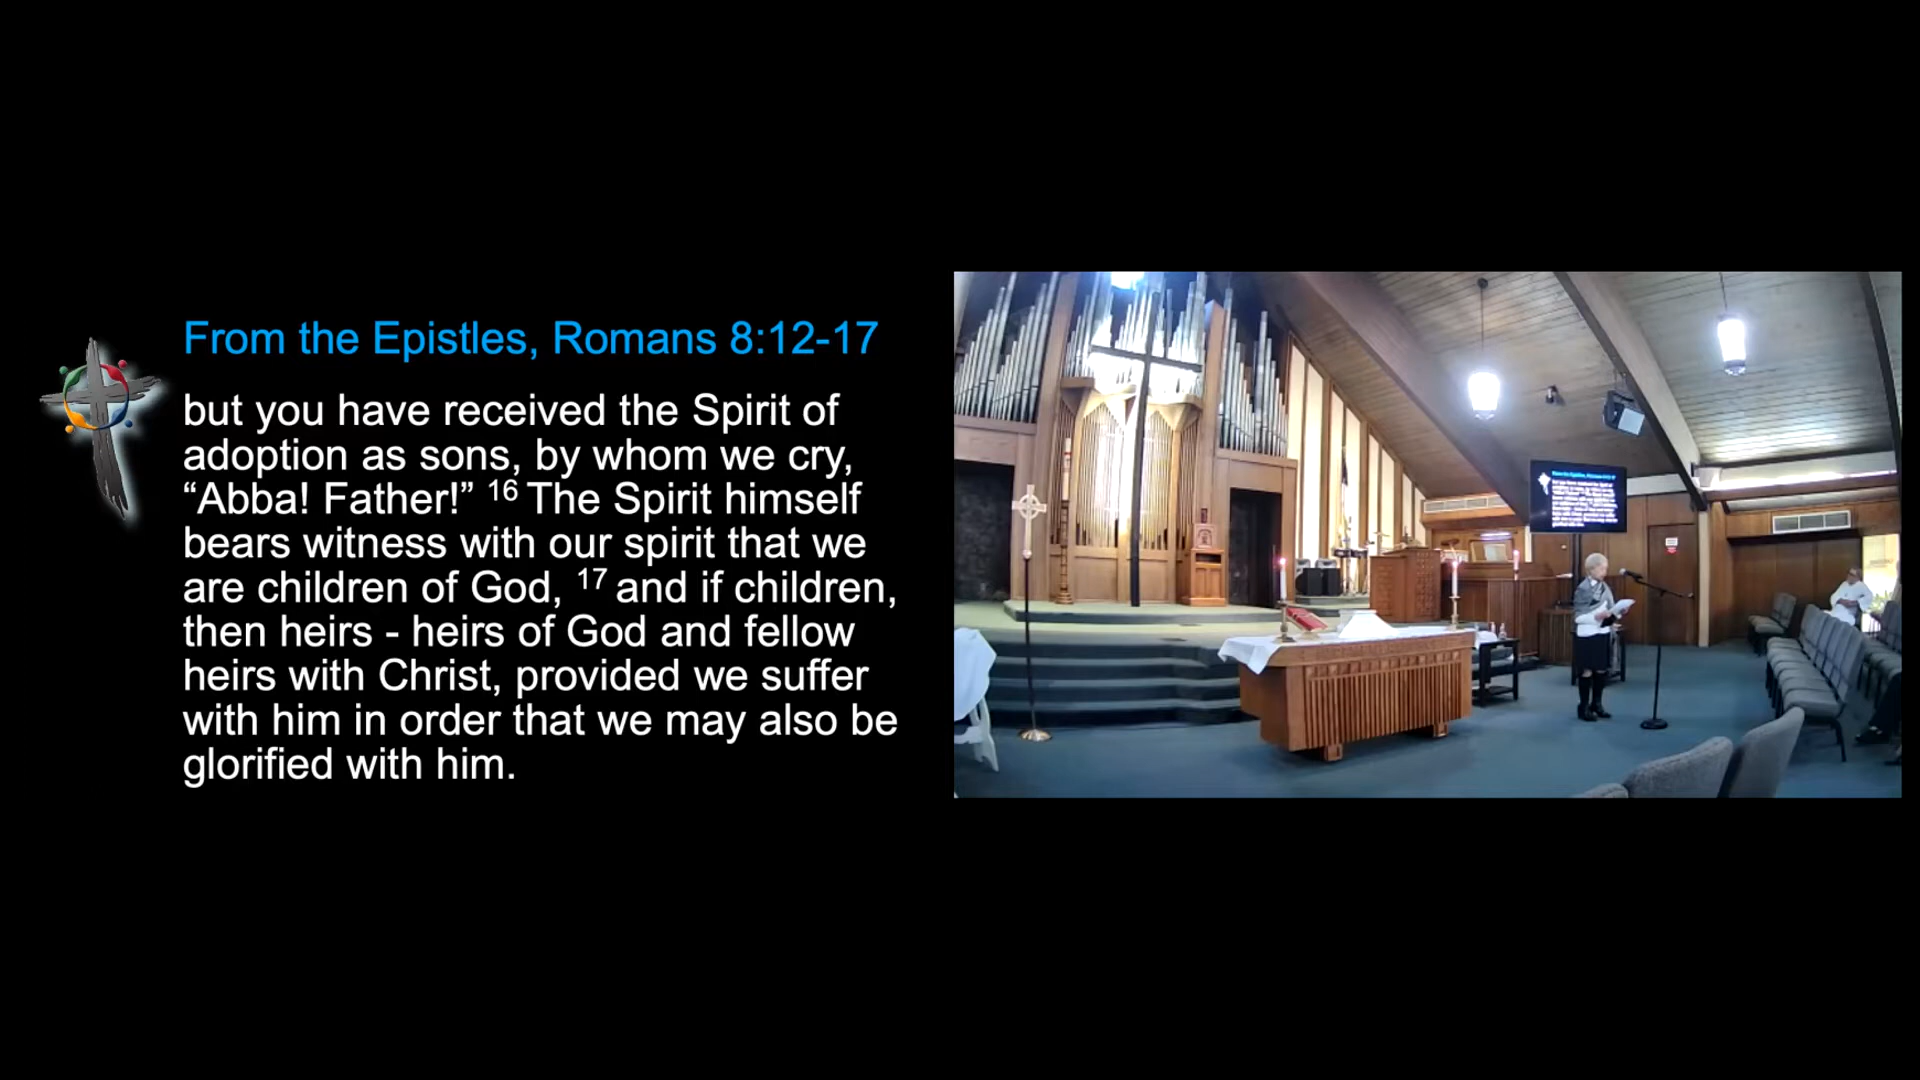 From the Epistles, Romans 8:12-17
but you have received the Spirit of
adoption as sons, by whom we cry,
“Abba! Father!” 16 The Spirit himself
bears witness with our spirit that we
are children of God, 17 and if children,
then heirs - heirs of God and fellow
heirs with Christ, provided we suffer
with him in order that we may also be
glorified with him.